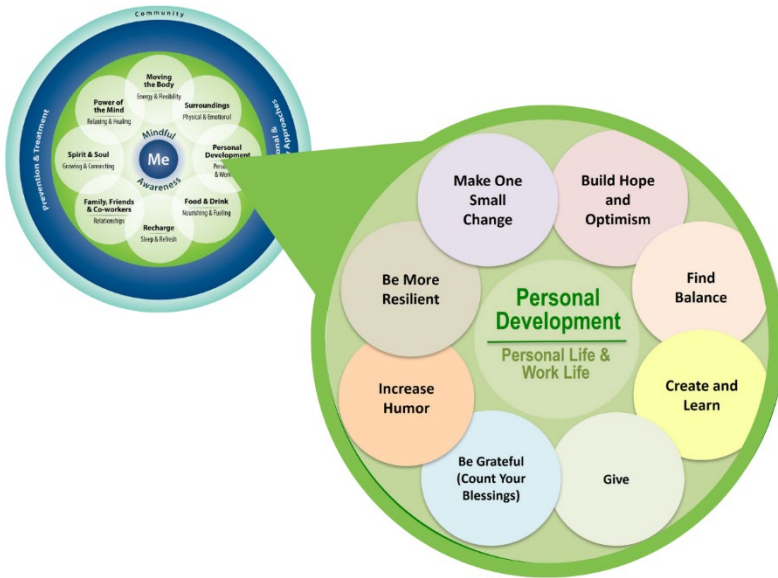 Community
Prevention & Treatment
Approaches
Moving
the Body
Energy & Flexibility
Surroundings
Physical & Emotional
Personal
Development
& Work
Food & Drink
Nourishing & Fueling
Recharge
Sleep & Refresh
Family, Friends
& Co-workers
Relationships
Spirit & Soul
Growing & Connecting
Power of
the Mind
Relaxing & Healing
Mindful
Me
Awareness
Make One
Small
Change
Build Hope
and
Optimism
Find
Balance
Create and
Learn
Give
Be Grateful
(Count Your
Blessings)
Increase
Humor
Be More
Resilient
Personal
Development
Personal Life &
Work Life